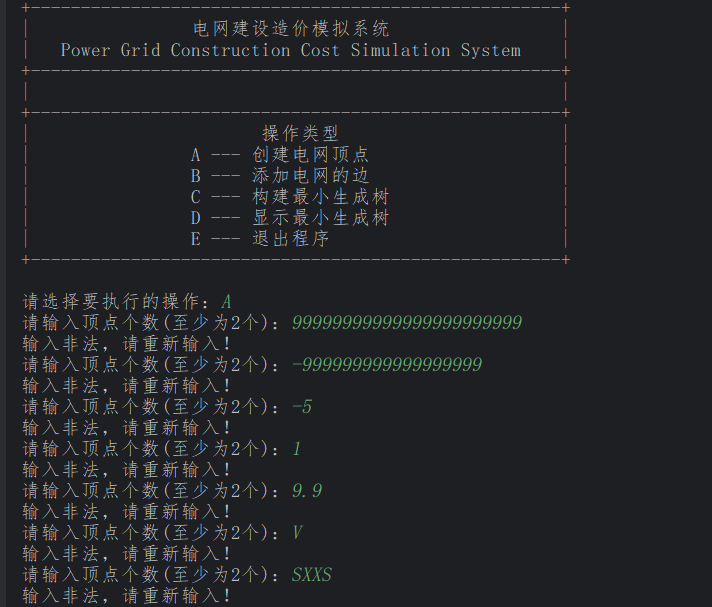 电网建设造价模拟系统
Power Grid Construction Cost Simulation System
操作类型
A --- 创建电网顶点
B --- 添加电网的边
C --- 构建最小生成树
D --- 显示最小生成树
E --- 退出程序
请选择要执行的操作：A
请输入顶点个数(至少为2个)：99999999999999999999999
输入非法，请重新输入！
请输入顶点个数(至少为2个)：-999999999999999999
输入非法，请重新输入！
请输入顶点个数(至少为2个)：-5
输入非法，请重新输入！
请输入顶点个数(至少为2个)：1
输入非法，请重新输入！
请输入顶点个数(至少为2个)：9.9
输入非法，请重新输入！
请输入顶点个数(至少为2个)：V
输入非法，请重新输入！
请输入顶点个数(至少为2个)：SXXS
输入非法，请重新输入！